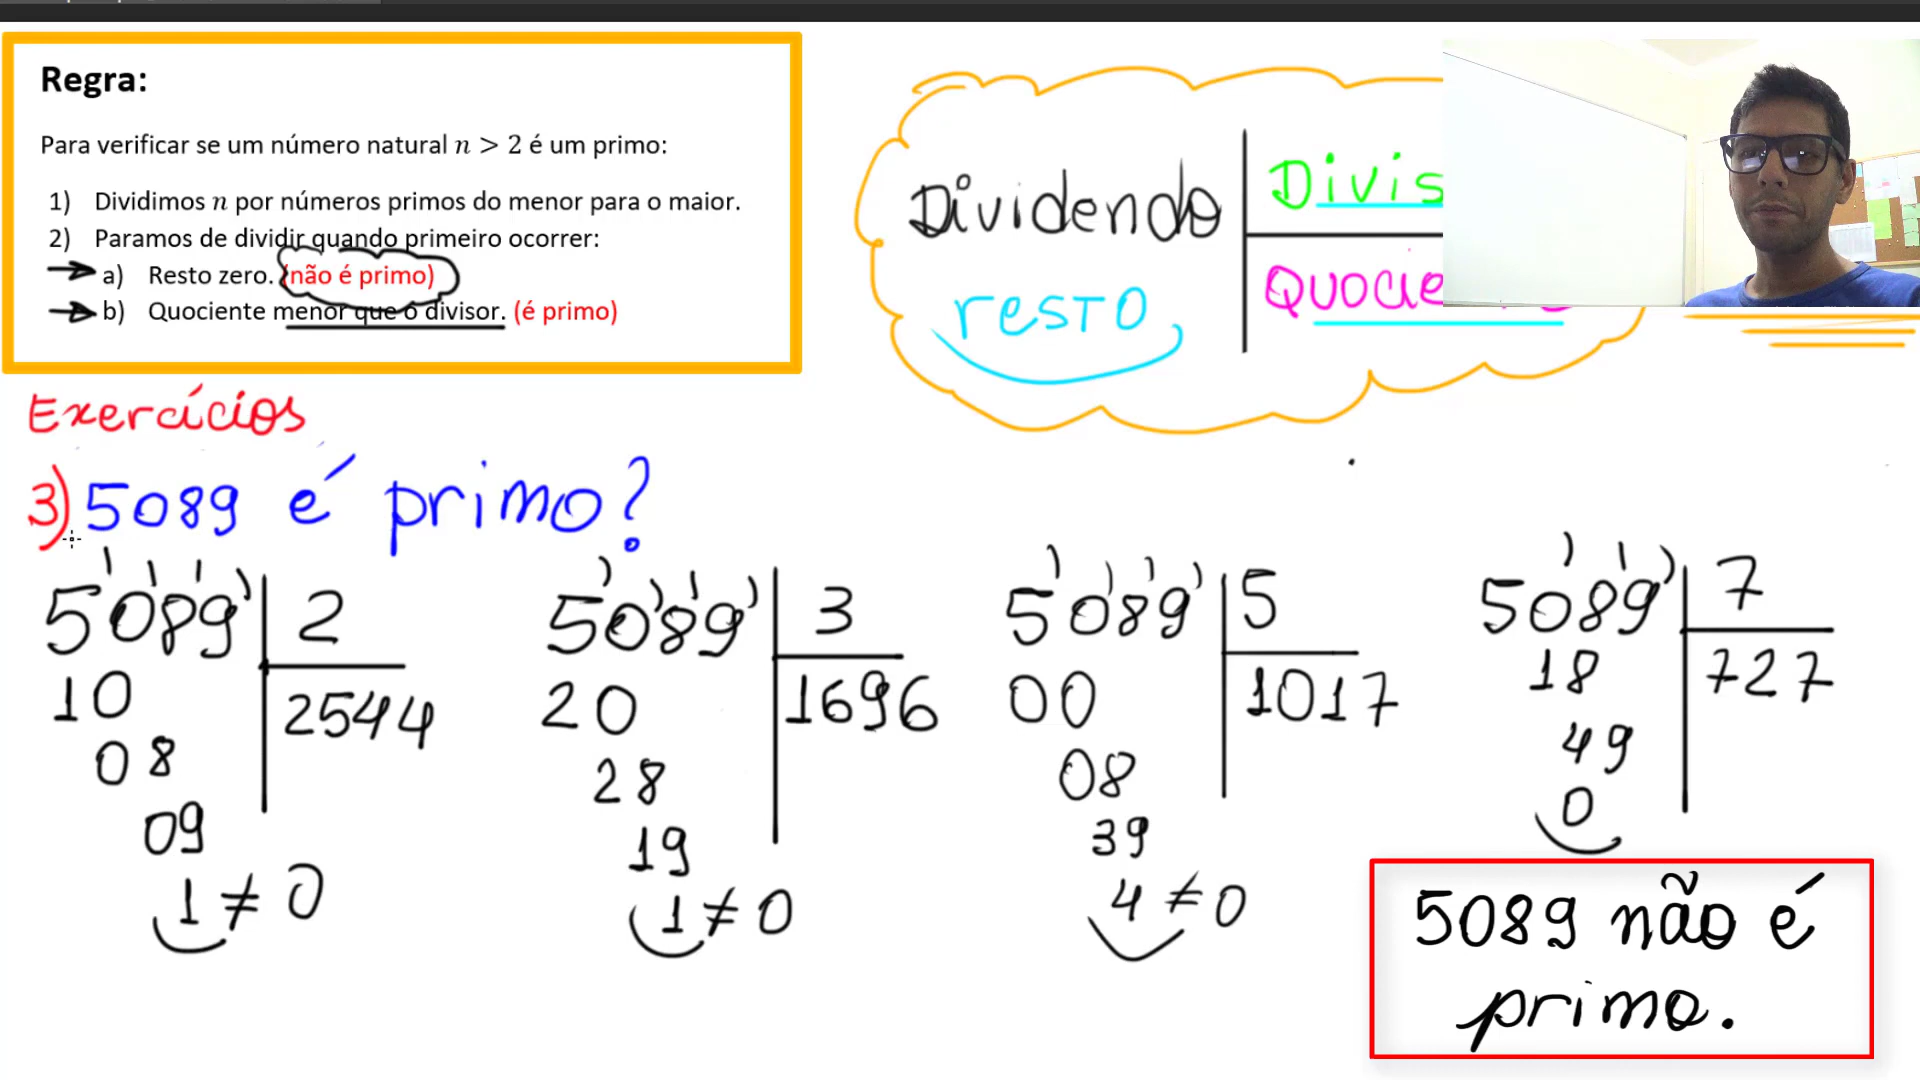 Regra:
Para verificar se um número natural n > 2 é um primo:
1) Dividimos n por números primos do menor para o maior.
2) Paramos de dividir quando primeiro ocorrer:
a) Resto zero. (não é primo)
b) Quociente menor que o divisor. (é primo)
Dividendo
Divis
resto
Quocie
Exercícios
3) 5089 é primo?
5089 2
10 2544
08
09
1 ≠ 0
5089 3
20 1696
28
19
1 ≠ 0
5089 5
00 1017
08
39
4 ≠ 0
5089 7
18 727
49
0
5089 não é
primo.